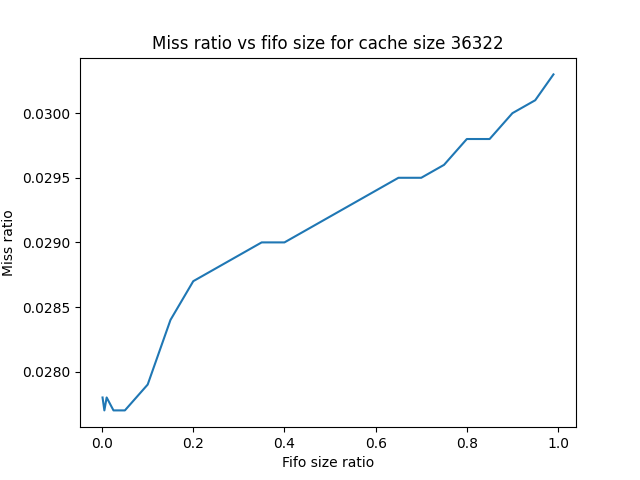 Miss ratio vs fifo size for cache size 36322
0.0300
0.0295
0.0290
0.0285
0.0280
Miss ratio
0.0 0.2 0.4 0.6 0.8 1.0
Fifo size ratio